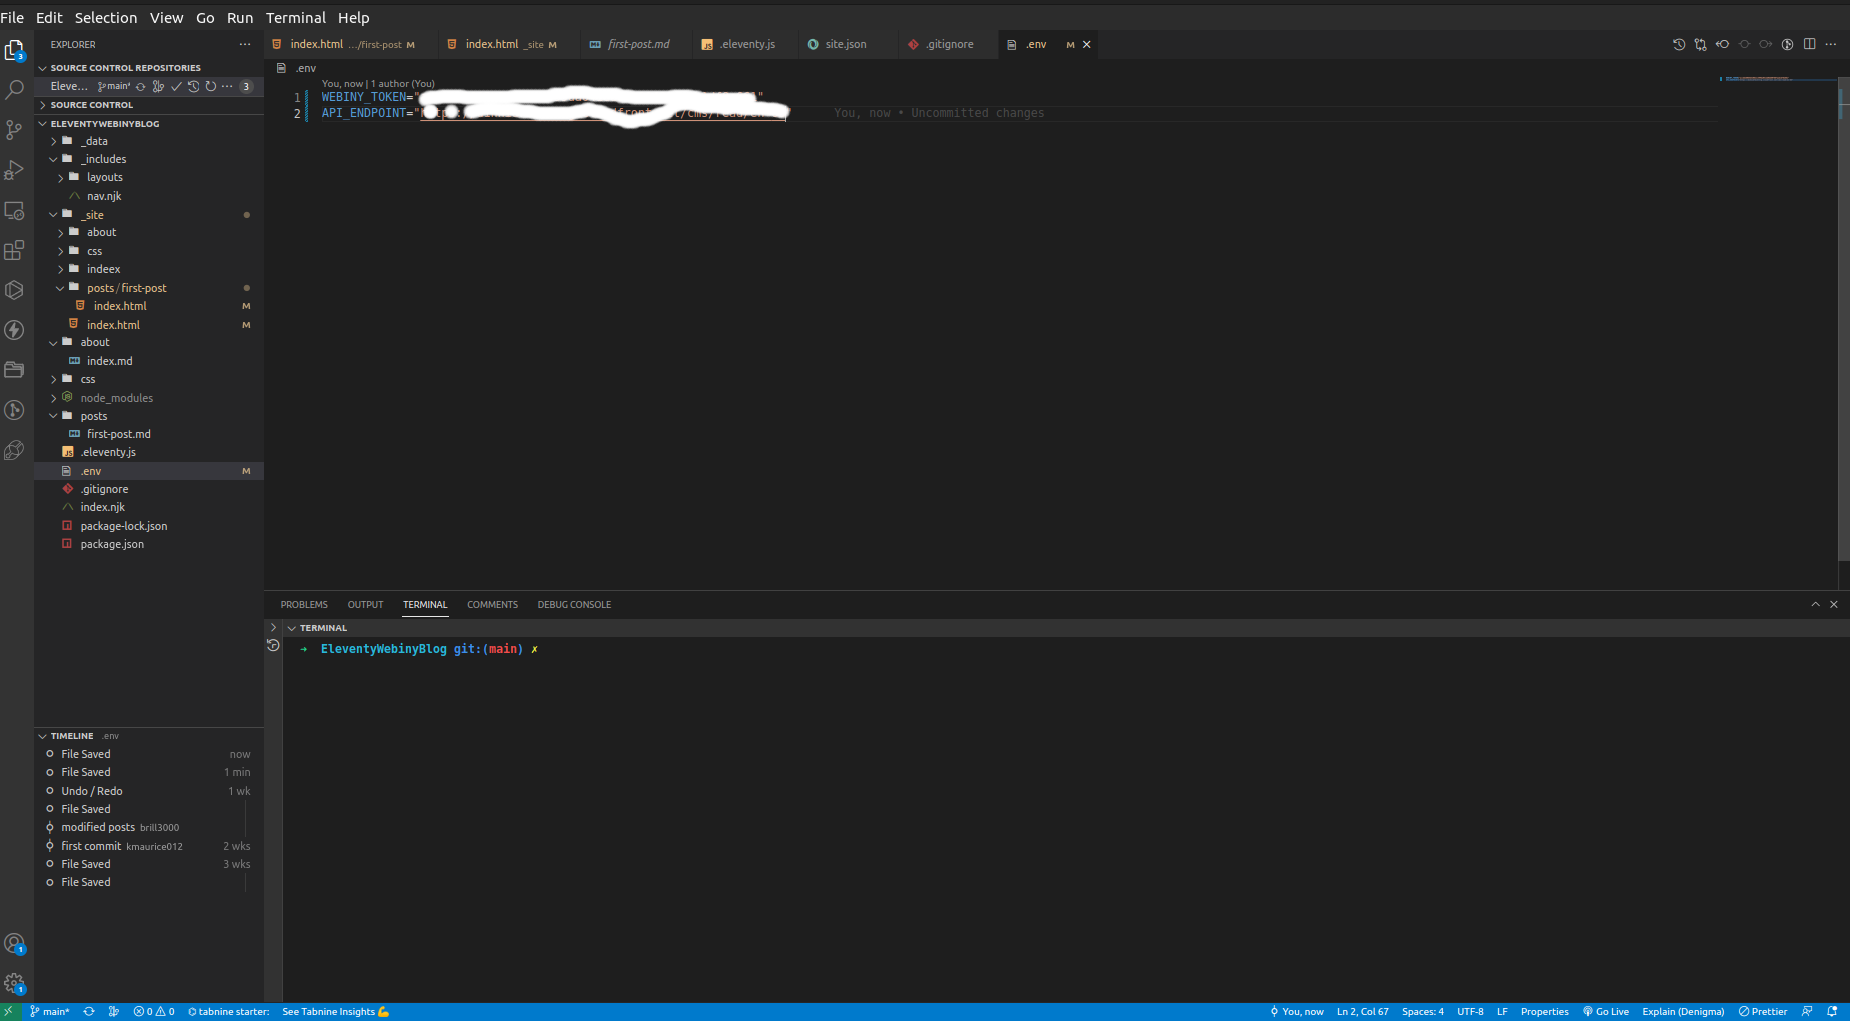 File Edit Selection View Go Run Terminal Help
EXPLORER ···
index.html .../first-post M
index.html _site M
first-post.md
.eleventy.js
site.json
.gitignore
.env M
SOURCE CONTROL REPOSITORIES
Eleve... main* 3
SOURCE CONTROL
ELEVENTYWEBINYBLOG
_data
_includes
layouts
nav.njk
_site
about
css
indeex
posts / first-post
index.html M
index.html M
about
index.md
css
node_modules
posts
first-post.md
.eleventy.js
.env M
.gitignore
index.njk
package-lock.json
package.json
TIMELINE .env
File Saved now
File Saved 1 min
Undo / Redo 1 wk
File Saved
modified posts brill3000
first commit kmaurice012 2 wks
File Saved 3 wks
File Saved
.env
You, now | 1 author (You)
1 WEBINY_TOKEN="
2 API_ENDPOINT=" You, now • Uncommitted changes
PROBLEMS OUTPUT TERMINAL COMMENTS DEBUG CONSOLE
TERMINAL
→ EleventyWebinyBlog git:(main) ✗
3
1
1
main* 0 0 tabnine starter: See Tabnine Insights 💪 You, now Ln 2, Col 67 Spaces: 4 UTF-8 LF Properties Go Live Explain (Denigma) Prettier